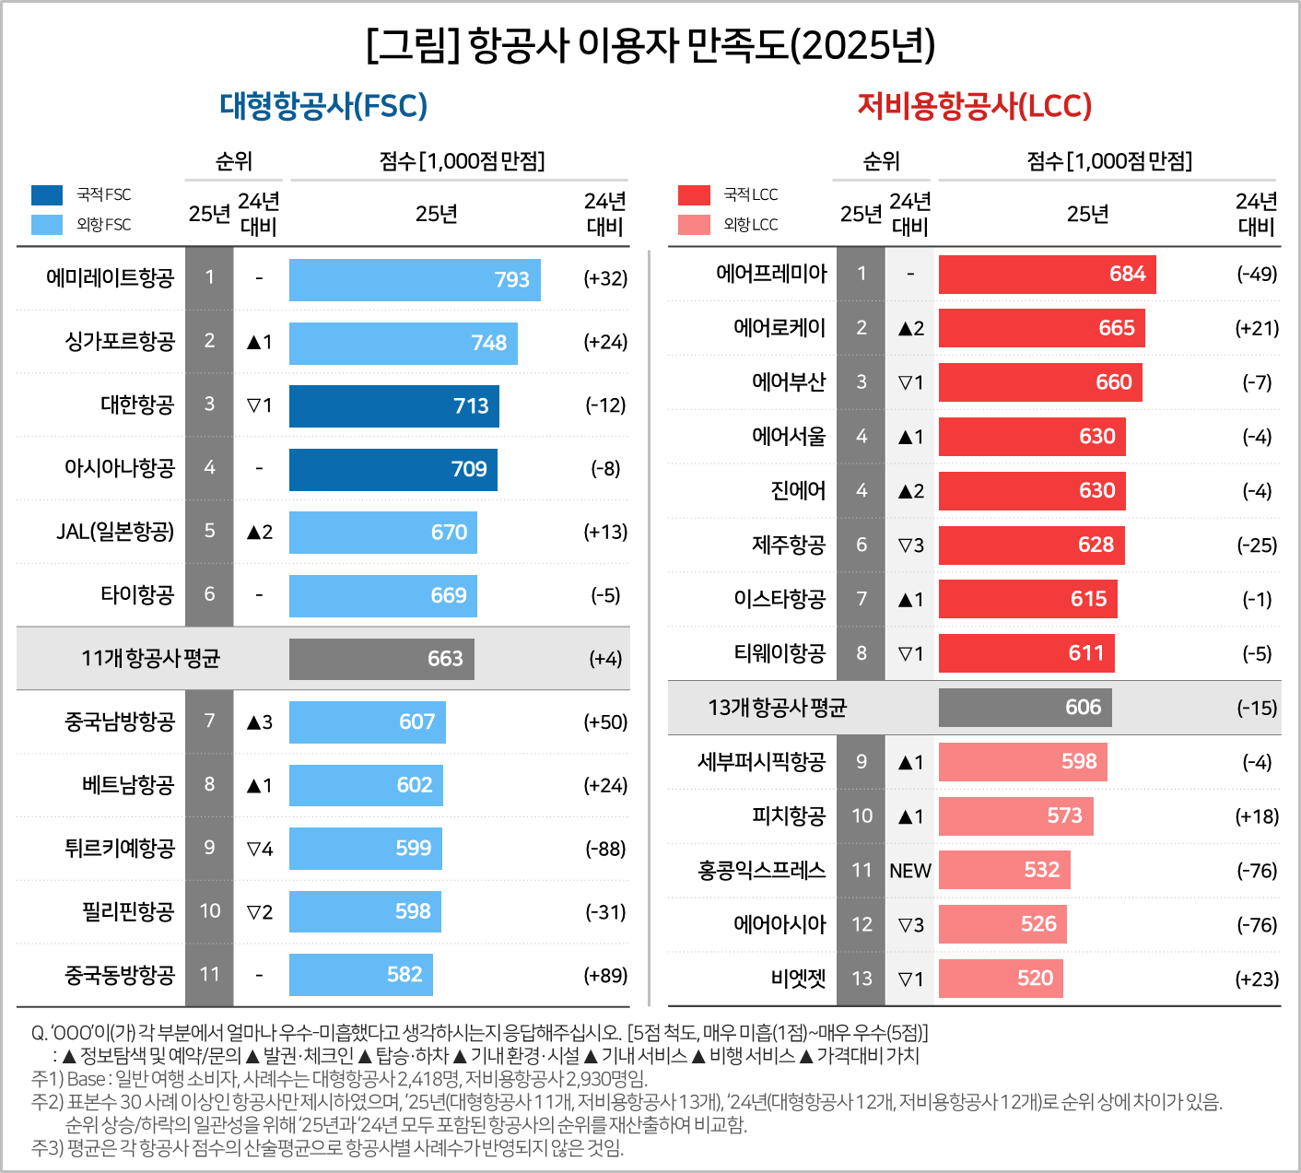 [그림] 항공사 이용자 만족도(2025년)
대형항공사(FSC)
순위 점수 [1,000점 만점]
국적 FSC
외항 FSC
25년 24년 대비 25년 24년 대비
에미레이트항공 1 - 793 (+32)
싱가포르항공 2 ▲1 748 (+24)
대한항공 3 ▽1 713 (-12)
아시아나항공 4 - 709 (-8)
JAL(일본항공) 5 ▲2 670 (+13)
타이항공 6 - 669 (-5)
11개 항공사 평균 663 (+4)
중국남방항공 7 ▲3 607 (+50)
베트남항공 8 ▲1 602 (+24)
튀르키예항공 9 ▽4 599 (-88)
필리핀항공 10 ▽2 598 (-31)
중국동방항공 11 - 582 (+89)
저비용항공사(LCC)
순위 점수 [1,000점 만점]
국적 LCC
외항 LCC
25년 24년 대비 25년 24년 대비
에어프레미아 1 - 684 (-49)
에어로케이 2 ▲2 665 (+21)
에어부산 3 ▽1 660 (-7)
에어서울 4 ▲1 630 (-4)
진에어 4 ▲2 630 (-4)
제주항공 6 ▽3 628 (-25)
이스타항공 7 ▲1 615 (-1)
티웨이항공 8 ▽1 611 (-5)
13개 항공사 평균 606 (-15)
세부퍼시픽항공 9 ▲1 598 (-4)
피치항공 10 ▲1 573 (+18)
홍콩익스프레스 11 NEW 532 (-76)
에어아시아 12 ▽3 526 (-76)
비엣젯 13 ▽1 520 (+23)
Q. ‘OOO’이(가) 각 부분에서 얼마나 우수-미흡했다고 생각하시는지 응답해주십시오. [5점 척도, 매우 미흡(1점)~매우 우수(5점)]
: ▲ 정보탐색 및 예약/문의 ▲ 발권·체크인 ▲ 탑승·하차 ▲ 기내 환경·시설 ▲ 기내 서비스 ▲ 비행 서비스 ▲ 가격대비 가치
주1) Base : 일반 여행 소비자, 사례수는 대형항공사 2,418명, 저비용항공사 2,930명임.
주2) 표본수 30 사례 이상인 항공사만 제시하였으며, ‘25년(대형항공사 11개, 저비용항공사 13개), ‘24년(대형항공사 12개, 저비용항공사 12개)로 순위 상에 차이가 있음.
순위 상승/하락의 일관성을 위해 ‘25년과 ‘24년 모두 포함된 항공사의 순위를 재산출하여 비교함.
주3) 평균은 각 항공사 점수의 산술평균으로 항공사별 사례수가 반영되지 않은 것임.